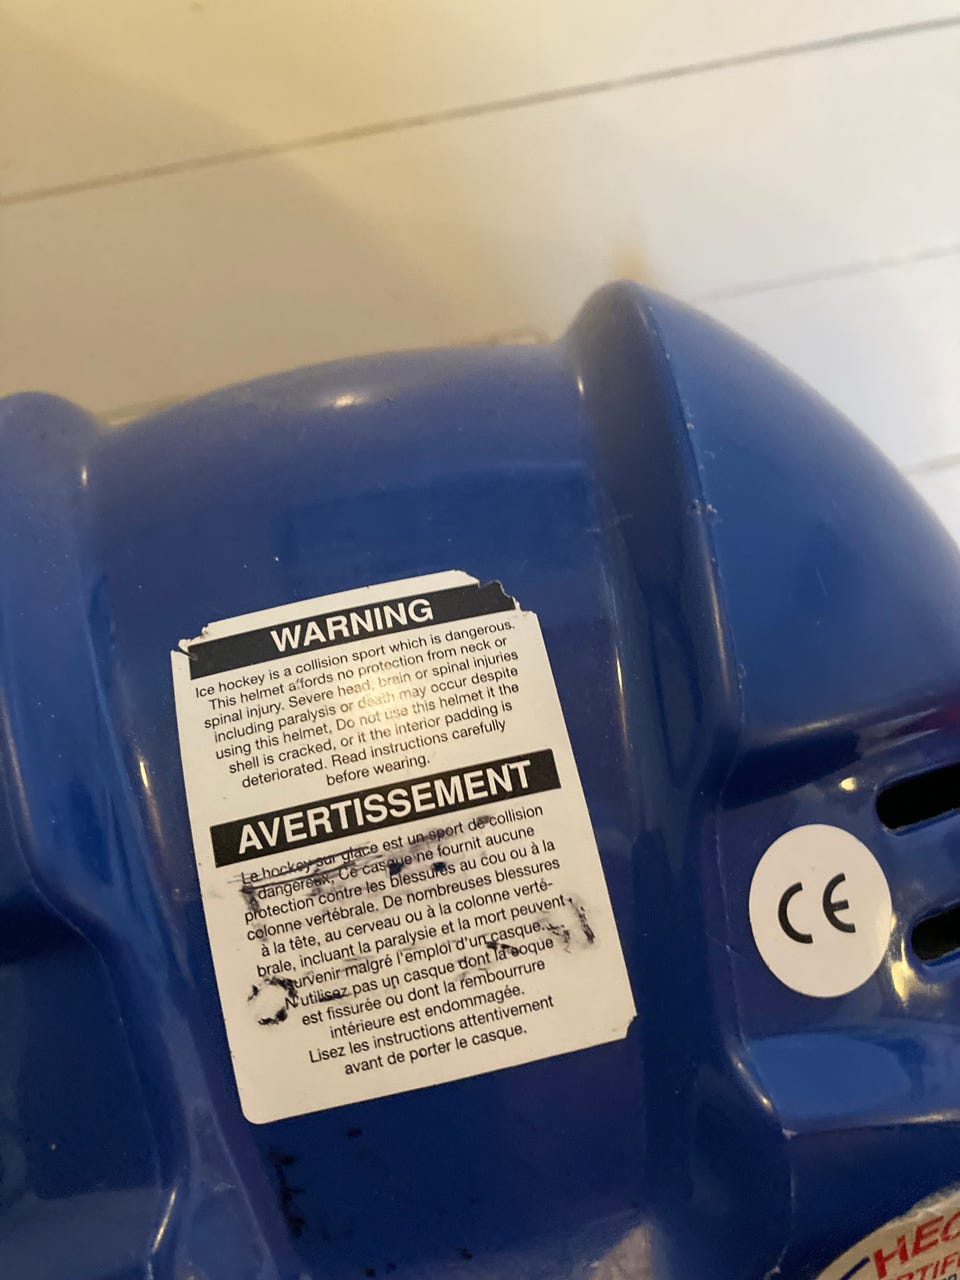 WARNING
Ice hockey is a collision sport which is dangerous.
This helmet affords no protection from neck or
spinal injury. Severe head, brain or spinal injuries
including paralysis or death may occur despite
using this helmet, Do not use this helmet it the
shell is cracked, or it the interior padding is
deteriorated. Read instructions carefully
before wearing.
AVERTISSEMENT
Le hockey sur glace est un sport de collision
dangereux. Ce casque ne fournit aucune
protection contre les blessures au cou ou à la
colonne vertébrale. De nombreuses blessures
à la tête, au cerveau ou à la colonne verté-
brale, incluant la paralysie et la mort peuvent
survenir malgré l'emploi d'un casque.
N'utilisez pas un casque dont la coque
est fissurée ou dont la rembourrure
intérieure est endommagée.
Lisez les instructions attentivement
avant de porter le casque.
CE